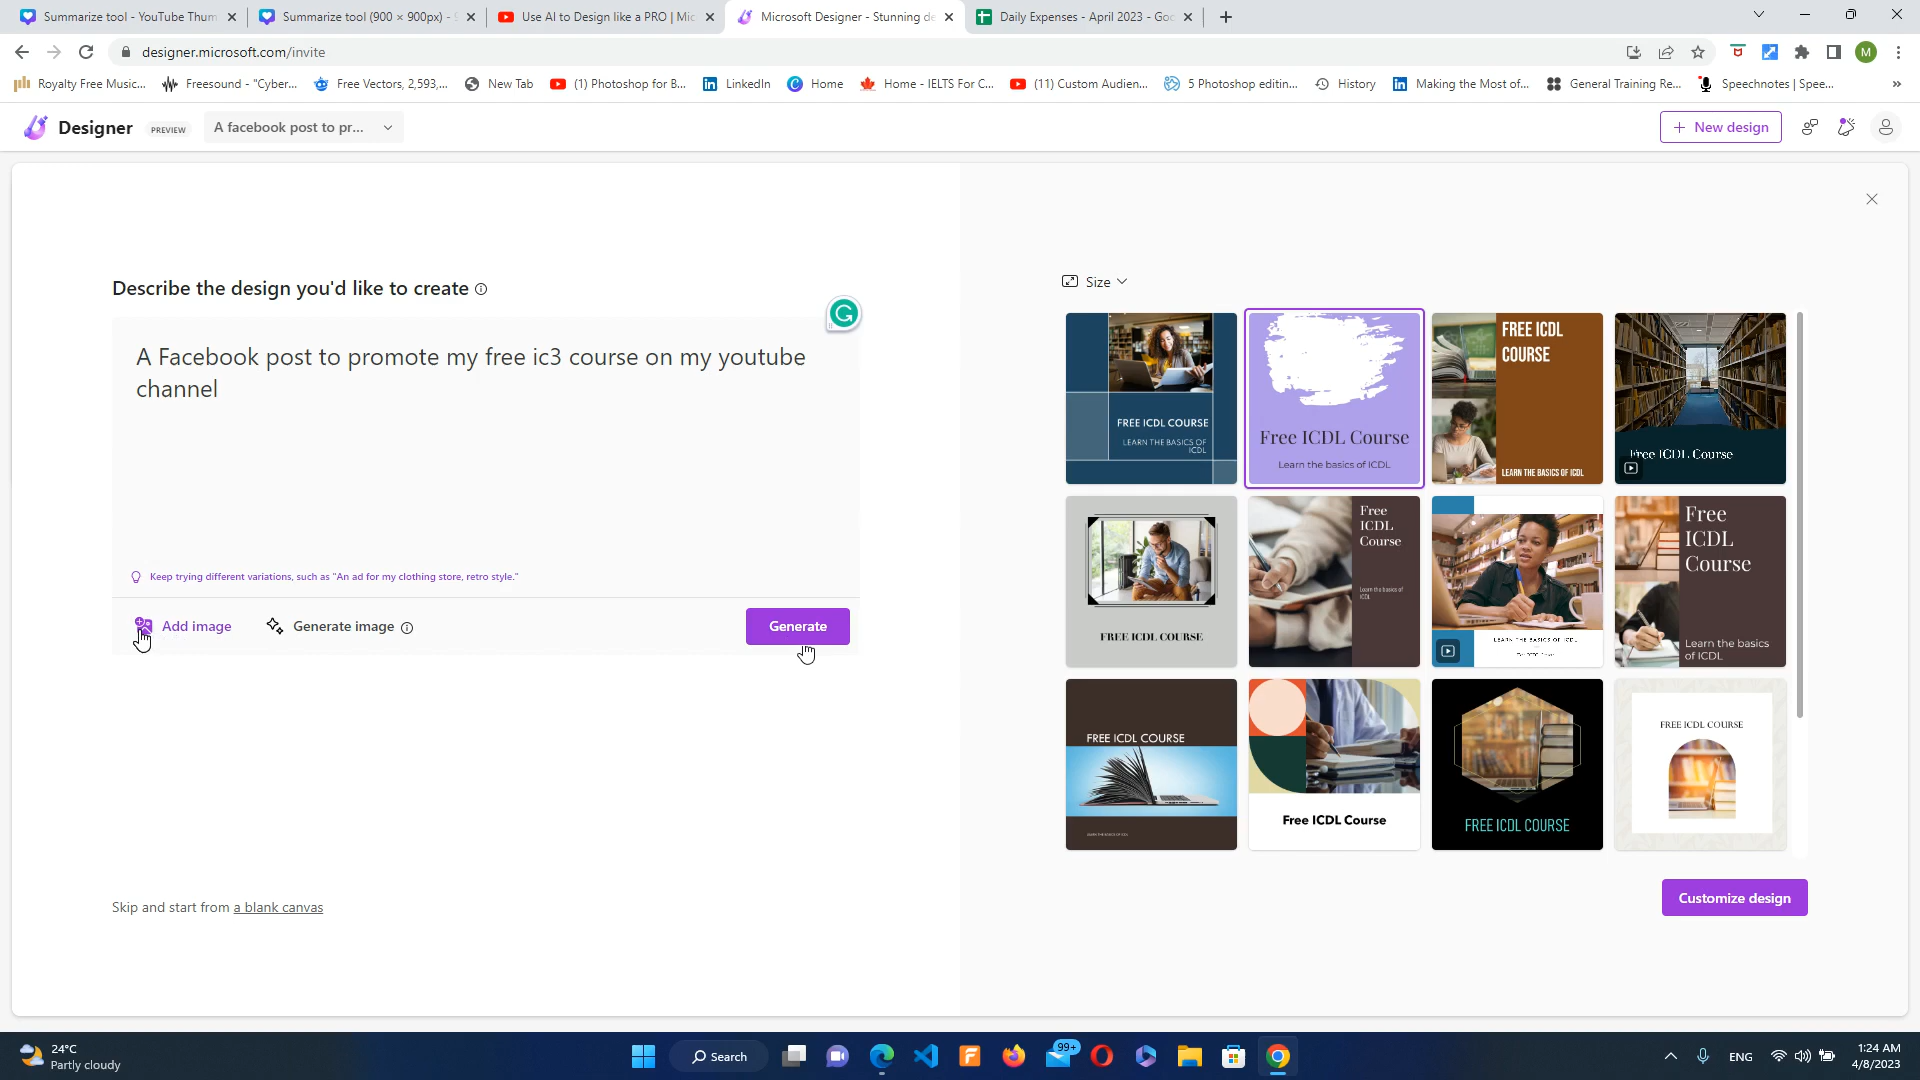 Summarize tool - YouTube Thum
Summarize tool (900 × 900px) - 9
Use AI to Design like a PRO | Mic
Microsoft Designer - Stunning de
Daily Expenses - April 2023 - Goo
designer.microsoft.com/invite
M
Royalty Free Music...
Freesound - "Cyber...
Free Vectors, 2,593,...
New Tab
(1) Photoshop for B...
LinkedIn
Home
Home - IELTS For C...
(11) Custom Audien...
5 Photoshop editin...
History
Making the Most of...
General Training Re...
Speechnotes | Spee...
»
Designer
PREVIEW
A facebook post to pr...
+ New design
Describe the design you'd like to create
A Facebook post to promote my free ic3 course on my youtube
channel
Keep trying different variations, such as "An ad for my clothing store, retro style."
Add image
Generate image
Generate
Skip and start from a blank canvas
Size
FREE ICDL COURSE
LEARN THE BASICS OF
ICDL
Free ICDL Course
Learn the basics of ICDL
FREE ICDL
COURSE
LEARN THE BASICS OF ICDL
Free ICDL Course
FREE ICDL COURSE
Free
ICDL
Course
Learn the basics of
ICDL
LEARN THE BASICS OF ICDL
Free
ICDL
Course
Learn the basics
of ICDL
FREE ICDL COURSE
LEARN THE BASICS OF ICDL
Free ICDL Course
FREE ICDL COURSE
FREE ICDL COURSE
Customize design
24°C
Partly cloudy
Search
99+
ENG
1:24 AM
4/8/2023